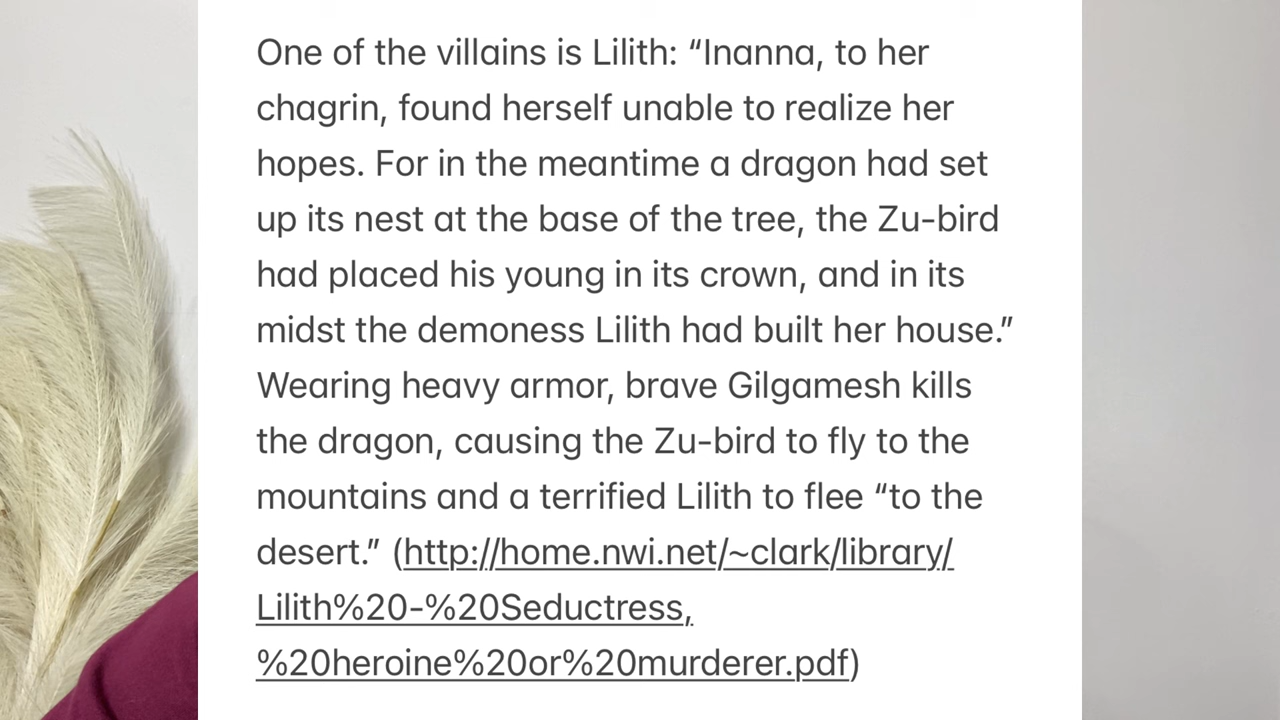 One of the villains is Lilith: “Inanna, to her
chagrin, found herself unable to realize her
hopes. For in the meantime a dragon had set
up its nest at the base of the tree, the Zu-bird
had placed his young in its crown, and in its
midst the demoness Lilith had built her house.”
Wearing heavy armor, brave Gilgamesh kills
the dragon, causing the Zu-bird to fly to the
mountains and a terrified Lilith to flee “to the
desert.” (http://home.nwi.net/~clark/library/
Lilith%20-%20Seductress,
%20heroine%20or%20murderer.pdf)